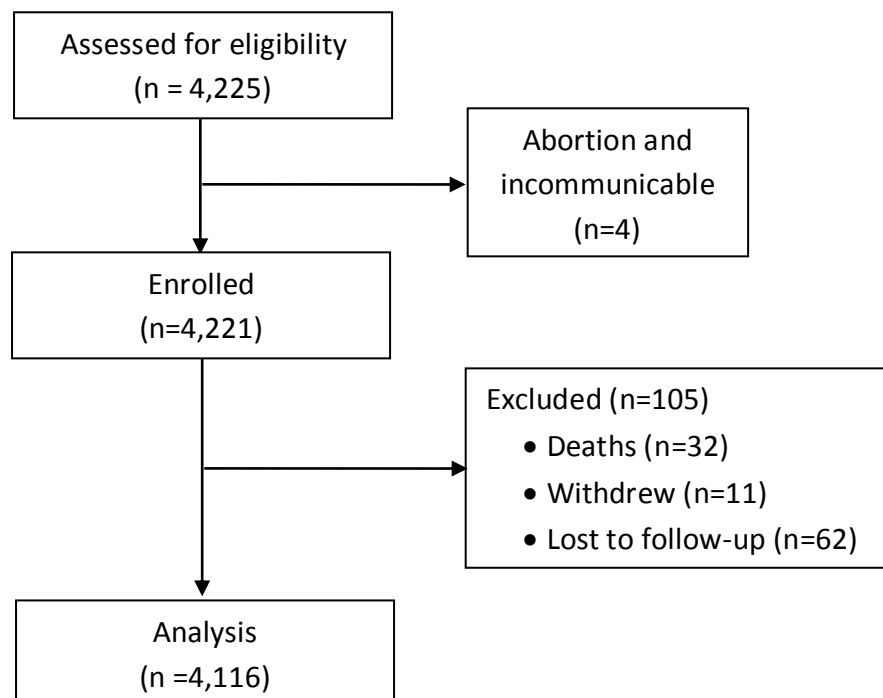 Assessed for eligibility
(n = 4,225)
Abortion and
incommunicable
(n=4)
Enrolled
(n=4,221)
Excluded (n=105)
• Deaths (n=32)
• Withdrew (n=11)
• Lost to follow-up (n=62)
Analysis
(n =4,116)